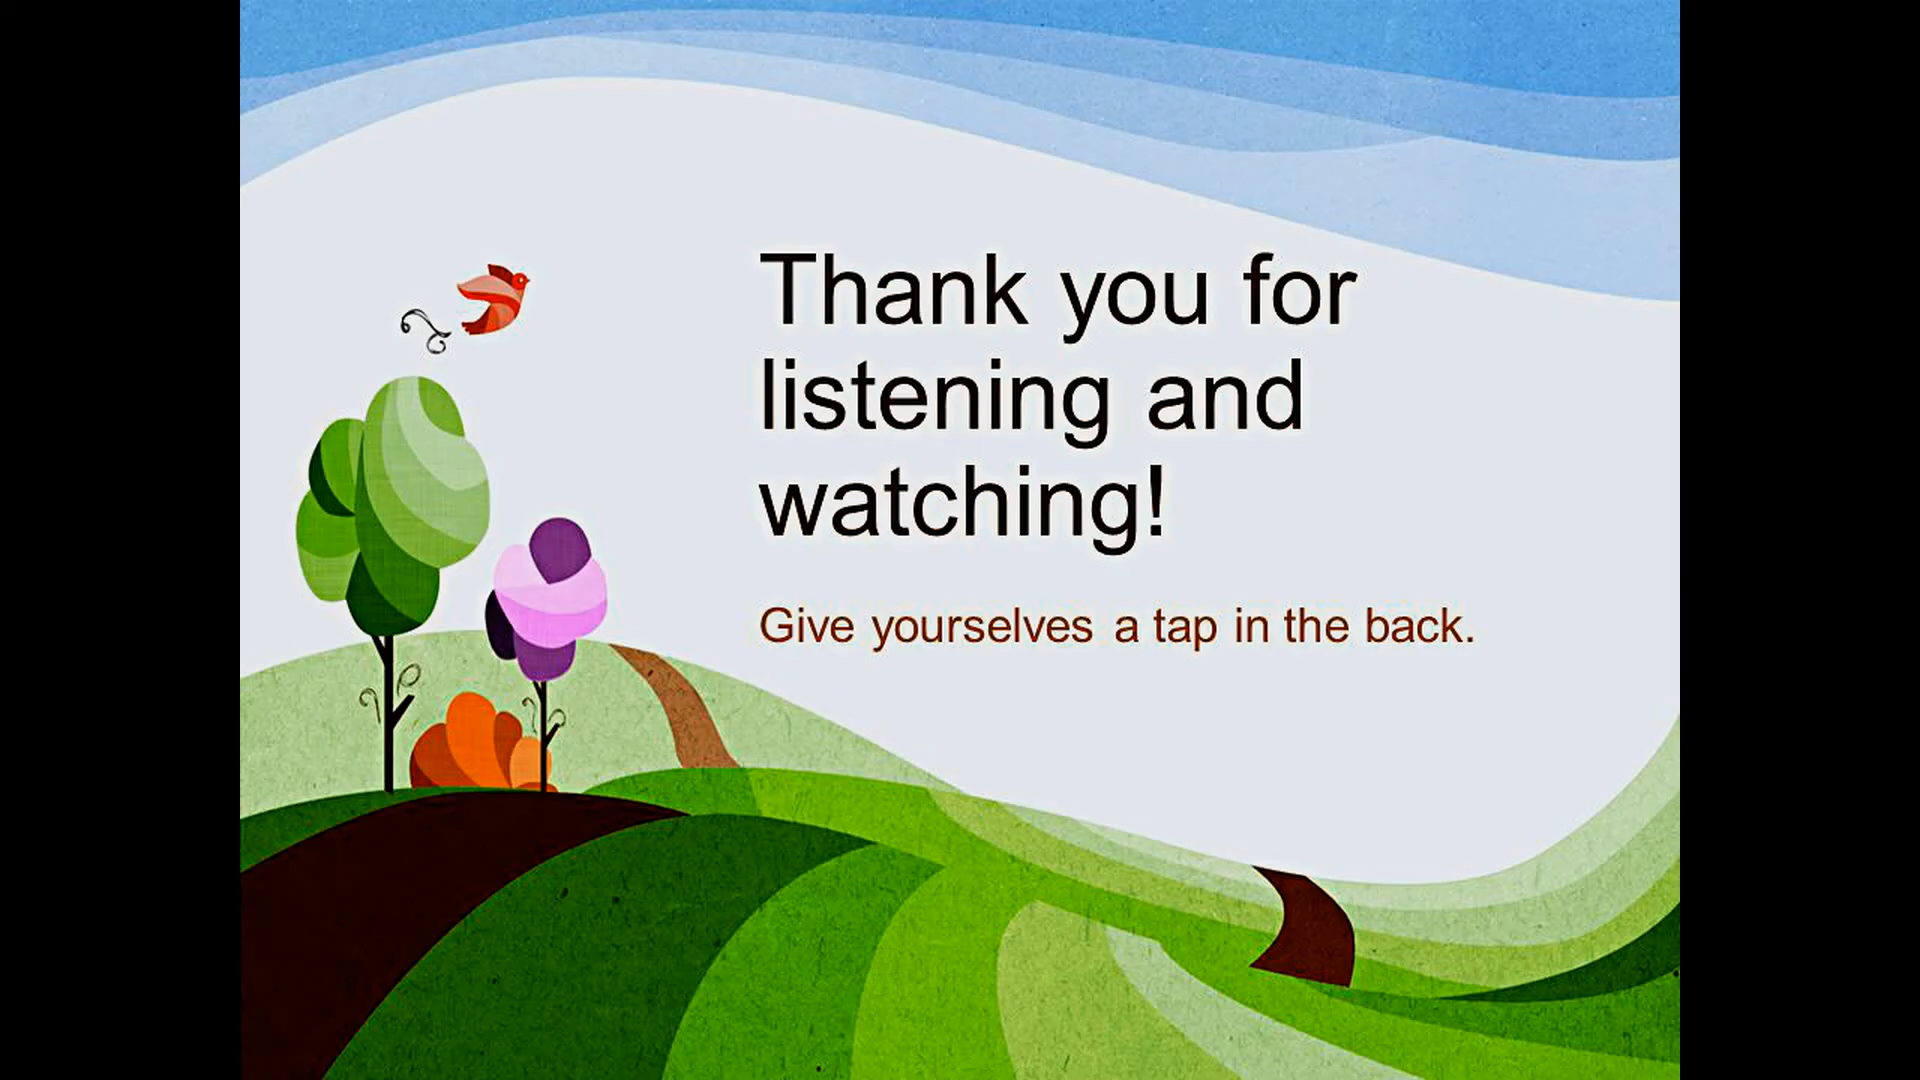 Thank you for
listening and
watching!
Give yourselves a tap in the back.